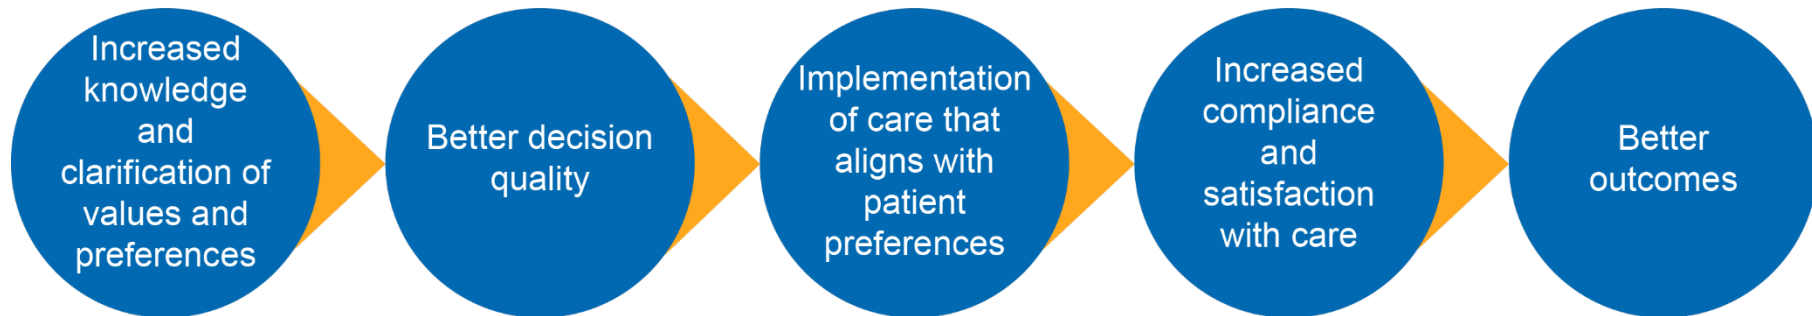 Increased
knowledge
and
clarification of
values and
preferences
Better decision
quality
Implementation
of care that
aligns with
patient
preferences
Increased
compliance
and
satisfaction
with care
Better
outcomes